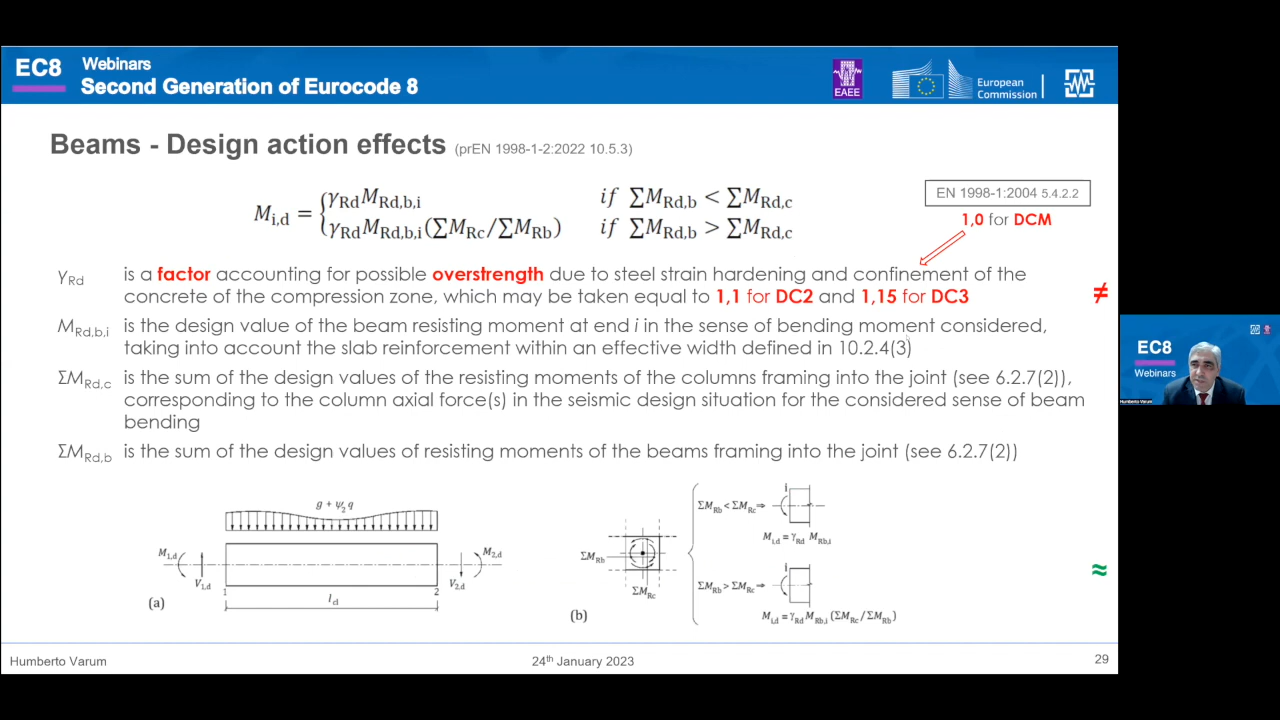 EC8
Webinars
Second Generation of Eurocode 8
EAEE
European
Commission
Beams - Design action effects (prEN 1998-1-2:2022 10.5.3)
M_i,d = { γ_Rd M_Rd,b,i if ∑M_Rd,b < ∑M_Rd,c
γ_Rd M_Rd,b,i (∑M_Rc/∑M_Rb) if ∑M_Rd,b > ∑M_Rd,c
EN 1998-1:2004 5.4.2.2
1,0 for DCM
γ_Rd is a factor accounting for possible overstrength due to steel strain hardening and confinement of the
concrete of the compression zone, which may be taken equal to 1,1 for DC2 and 1,15 for DC3
≠
M_Rd,b,i is the design value of the beam resisting moment at end i in the sense of bending moment considered,
taking into account the slab reinforcement within an effective width defined in 10.2.4(3)
ΣM_Rd,c is the sum of the design values of the resisting moments of the columns framing into the joint (see 6.2.7(2)),
corresponding to the column axial force(s) in the seismic design situation for the considered sense of beam
bending
ΣM_Rd,b is the sum of the design values of resisting moments of the beams framing into the joint (see 6.2.7(2))
g + ψ_2 q
M_1,d
V_1,d
1
l_cl
2
V_2,d
M_2,d
(a)
ΣM_Rb
ΣM_Rc
(b)
ΣM_Rb < ΣM_Rc ⇒
i
M_i,d = γ_Rd M_Rb,i
ΣM_Rb > ΣM_Rc ⇒
i
M_i,d = γ_Rd M_Rb,i (ΣM_Rc / ΣM_Rb)
≈
Humberto Varum
24th January 2023
29
EC8
Webinars
Humberto Varum